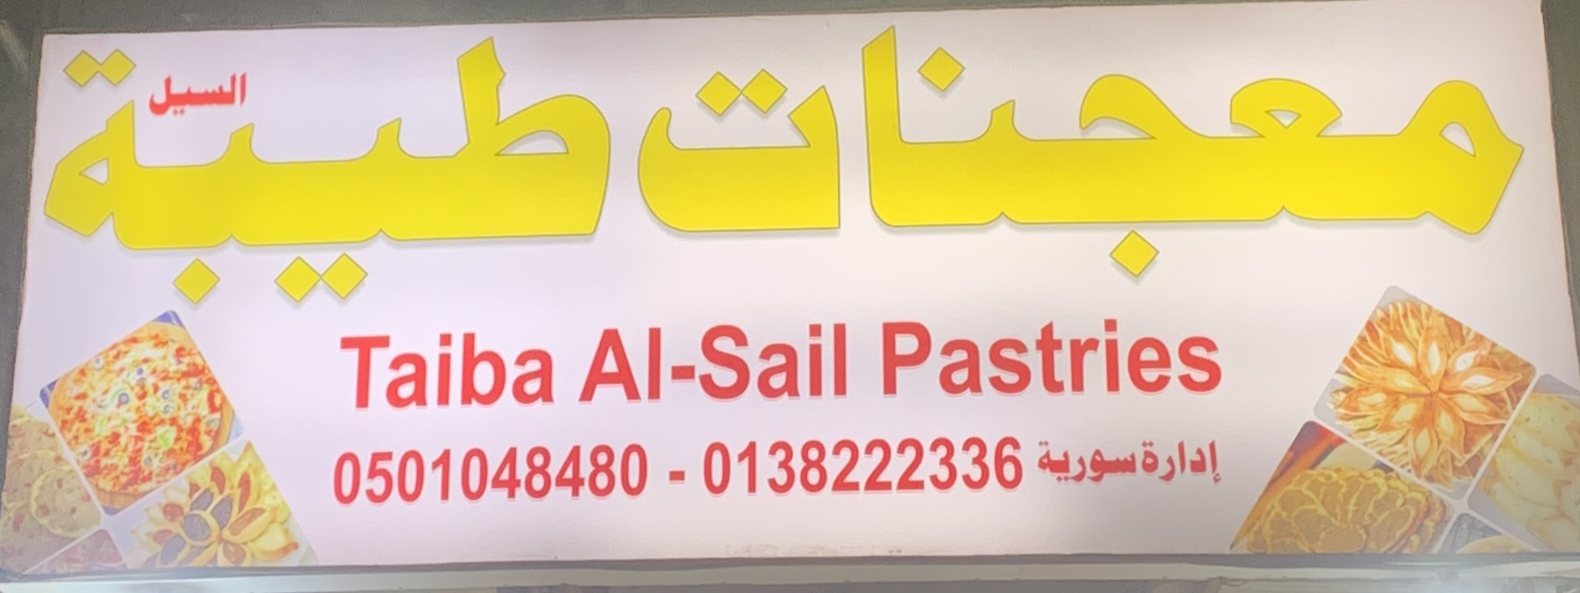 معجنات طيبة
السيل
Taiba Al-Sail Pastries
إدارة سورية 0138222336 - 0501048480